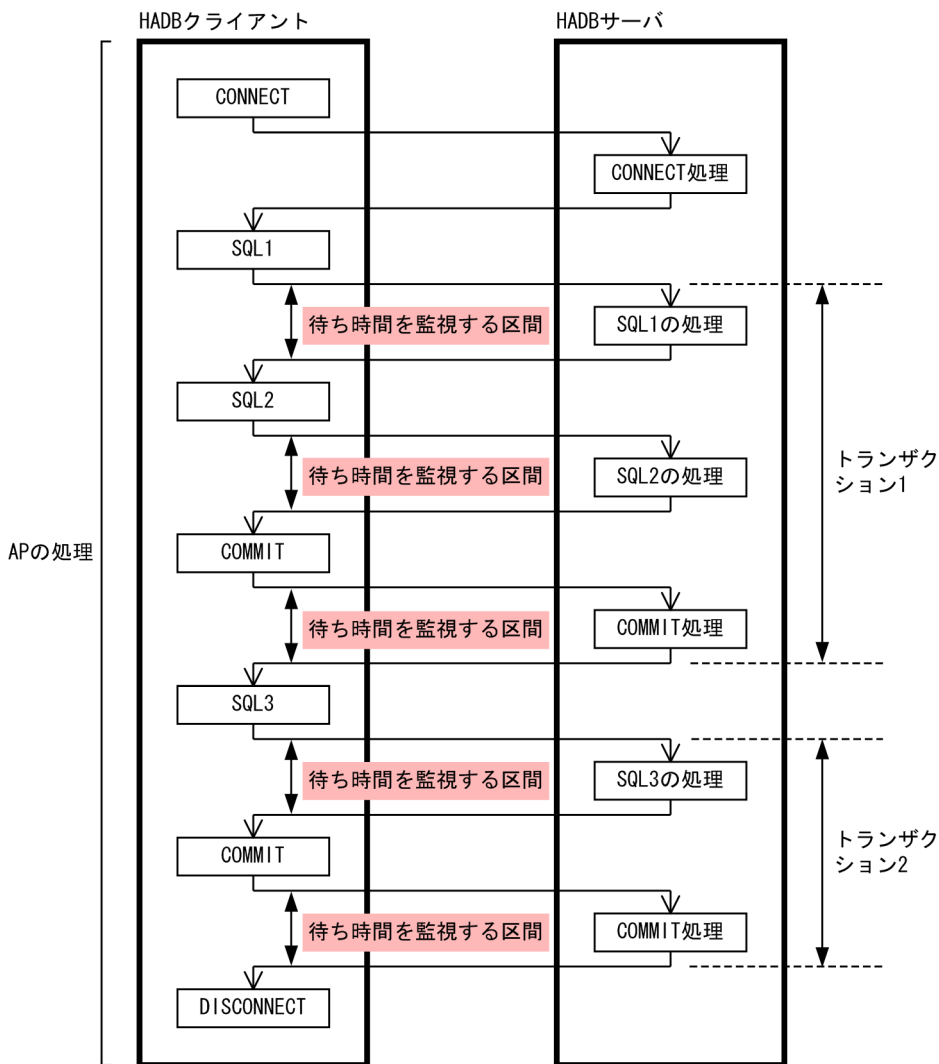 HADBクライアント
HADBサーバ
CONNECT
CONNECT処理
SQL1
待ち時間を監視する区間
SQL1の処理
SQL2
待ち時間を監視する区間
SQL2の処理
トランザク
ション1
COMMIT
APの処理
待ち時間を監視する区間
COMMIT処理
SQL3
待ち時間を監視する区間
SQL3の処理
COMMIT
トランザク
ション2
待ち時間を監視する区間
COMMIT処理
DISCONNECT